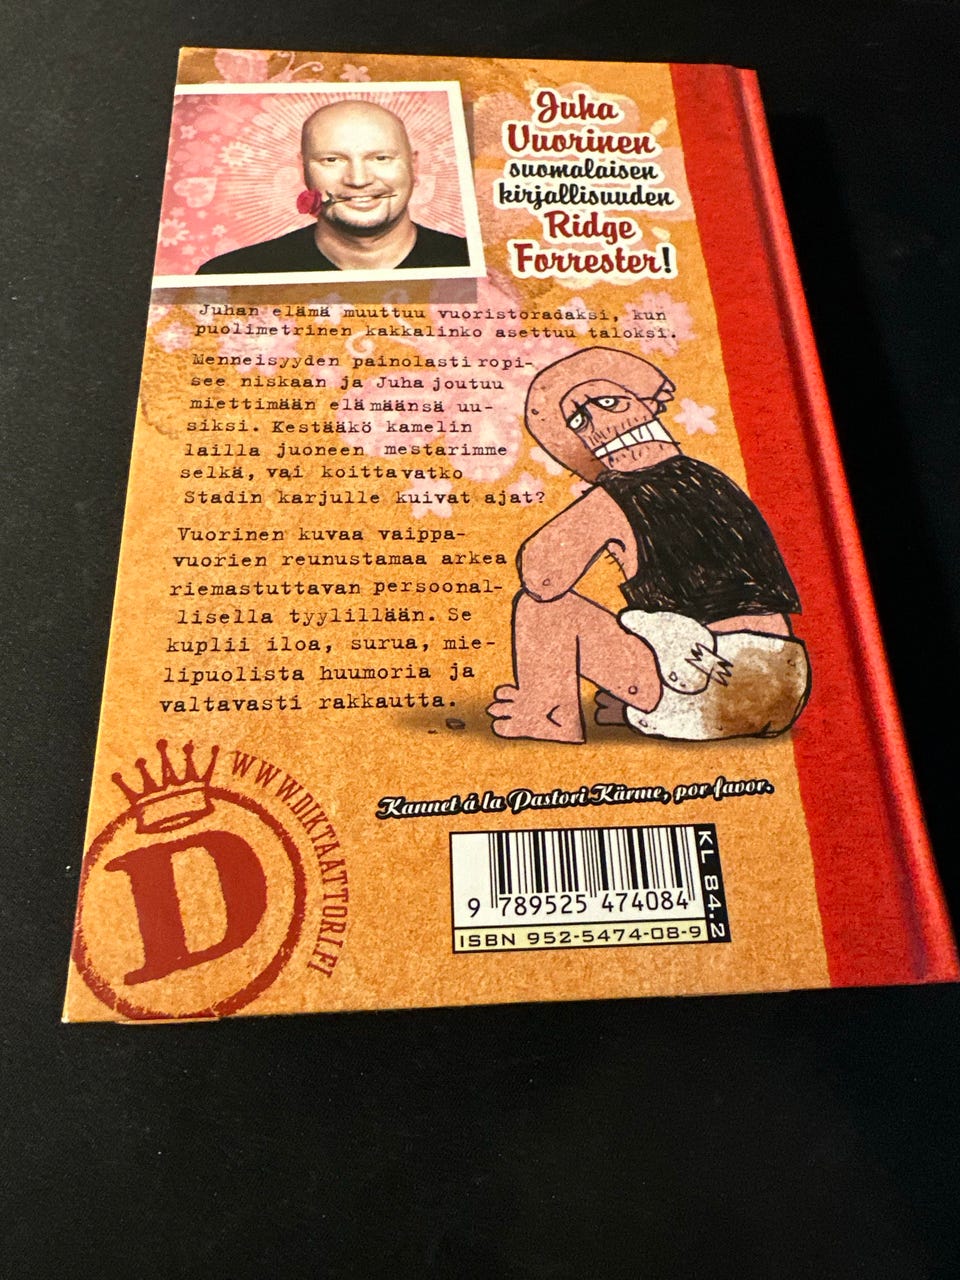 Juha
Vuorinen
suomalaisen
kirjallisuuden
Ridge
Forrester!
Juhan elämä muuttuu vuoristoradaksi, kun
puolimetrinen kakkalinko asettuu taloksi.
Menneisyyden painolasti ropi-
see niskaan ja Juha joutuu
miettimään elämäänsä uu-
siksi. Kestääkö kamelin
lailla juoneen mestarimme
selkä, vai koittavatko
Stadin karjulle kuivat ajat?
Vuorinen kuvaa vaippa-
vuorien reunustamaa arkea
riemastuttavan persoonal-
lisella tyylillään. Se
kuplii iloa, surua, mie-
lipuolista huumoria ja
valtavasti rakkautta.
D
WWW.DIKTAATTORI.FI
Kannet á la Pastori Kärme, por favor.
9 789525 474084
ISBN 952-5474-08-9
KL 84.2